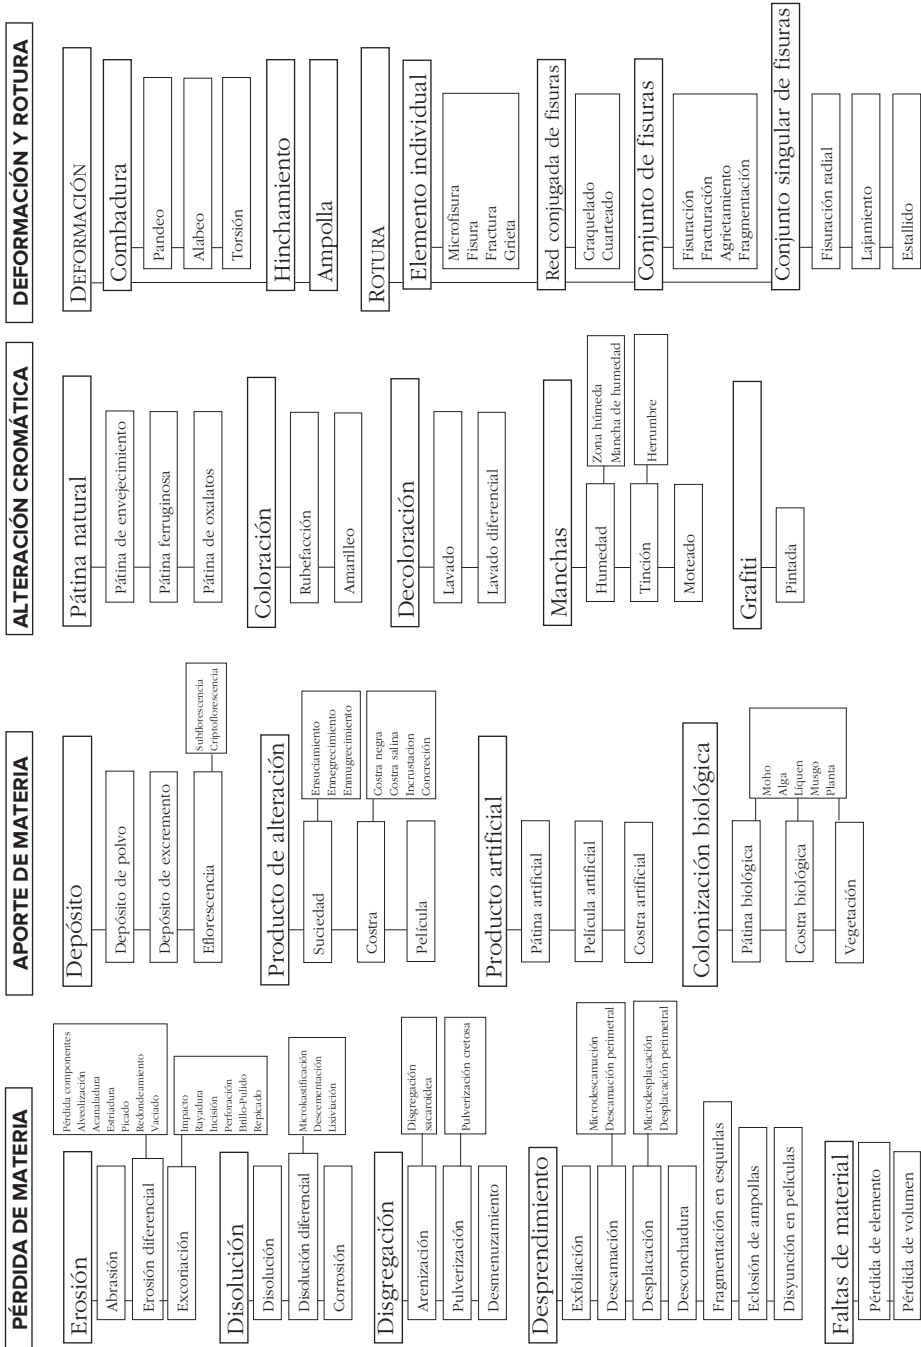 PÉRDIDA DE MATERIA
Erosión
Abrasión
Erosión diferencial
Pérdida componentes
Alveolización
Acanaladura
Estriadura
Picado
Redondeamiento
Vaciado
Excoriación
Impacto
Rayadura
Incisión
Perforación
Brillo-Pulido
Repicado
Disolución
Disolución
Disolución diferencial
Microkastificación
Descementación
Lixiviación
Corrosión
Disgregación
Arenización
Disgregación
sacaroidea
Pulverización
Pulverización cretosa
Desmenuzamiento
Desprendimiento
Exfoliación
Descamación
Microdescamación
Descamación perimetral
Desplacación
Microdesplacación
Desplacación perimetral
Desconchadura
Fragmentación en esquirlas
Eclosión de ampollas
Disyunción en películas
Faltas de material
Pérdida de elemento
Pérdida de volumen
APORTE DE MATERIA
Depósito
Depósito de polvo
Depósito de excremento
Eflorescencia
Subflorescencia
Criptoflorescencia
Producto de alteración
Suciedad
Ensuciamiento
Ennegrecimiento
Enmugrecimiento
Costra
Costra negra
Costra salina
Incrustacion
Concreción
Película
Producto artificial
Pátina artificial
Película artificial
Costra artificial
Colonización biológica
Pátina biológica
Costra biológica
Vegetación
Moho
Alga
Líquen
Musgo
Planta
ALTERACIÓN CROMÁTICA
Pátina natural
Pátina de envejecimiento
Pátina ferruginosa
Pátina de oxalatos
Coloración
Rubefacción
Amarilleo
Decoloración
Lavado
Lavado diferencial
Manchas
Humedad
Zona húmeda
Mancha de humedad
Tinción
Herrumbre
Moteado
Grafiti
Pintada
DEFORMACIÓN Y ROTURA
DEFORMACIÓN
Combadura
Pandeo
Alabeo
Torsión
Hinchamiento
Ampolla
ROTURA
Elemento individual
Microfisura
Fisura
Fractura
Grieta
Red conjugada de fisuras
Craquelado
Cuarteado
Conjunto de fisuras
Fisuración
Fracturación
Agrietamiento
Fragmentación
Conjunto singular de fisuras
Fisuración radial
Lajamiento
Estallido